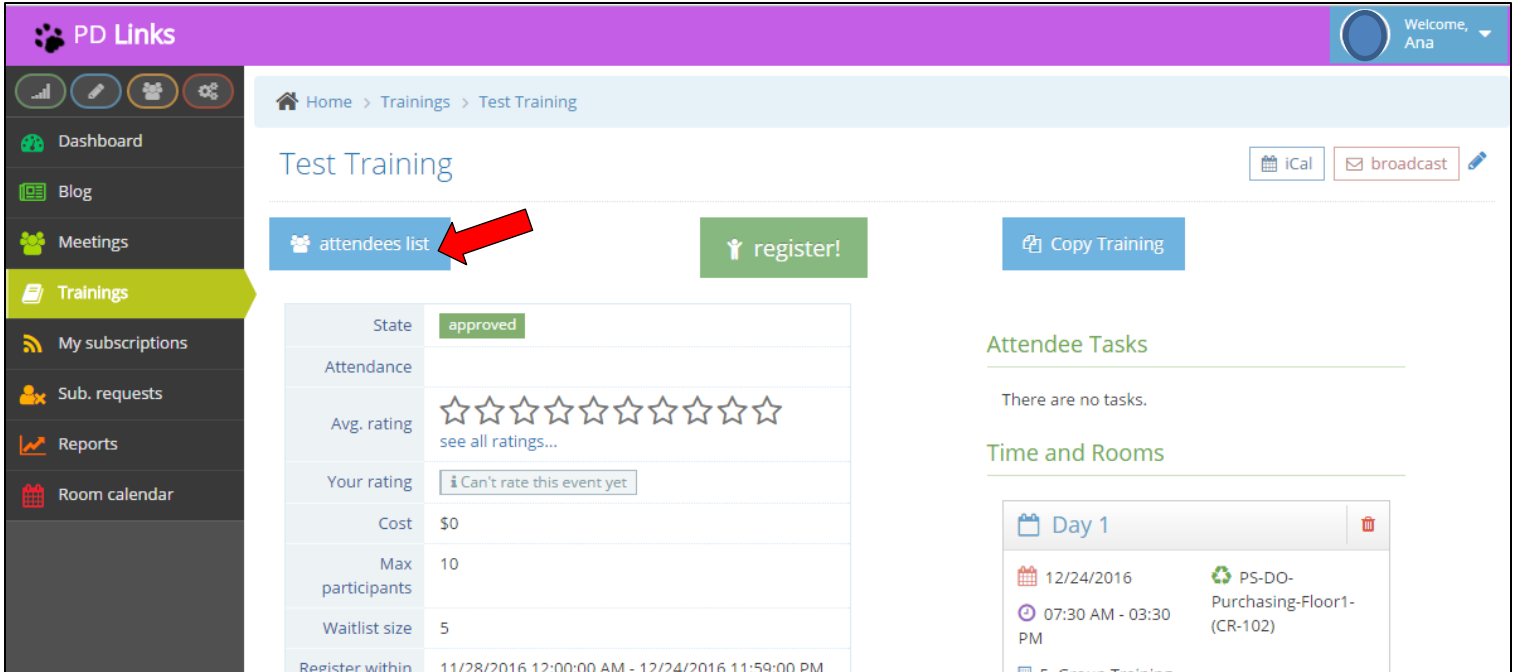 PD Links
Welcome,
Ana
Home > Trainings > Test Training
Dashboard
Blog
Meetings
Trainings
My subscriptions
Sub. requests
Reports
Room calendar
Test Training
iCal
broadcast
attendees list
register!
Copy Training
State approved
Attendance
Avg. rating
see all ratings...
Your rating Can't rate this event yet
Cost $0
Max 10
participants
Waitlist size 5
Register within 11/28/2016 12:00:00 AM - 12/24/2016 11:59:00 PM
Attendee Tasks
There are no tasks.
Time and Rooms
Day 1
12/24/2016
07:30 AM - 03:30
PM
PS-DO-
Purchasing-Floor1-
(CR-102)
5. Group Training